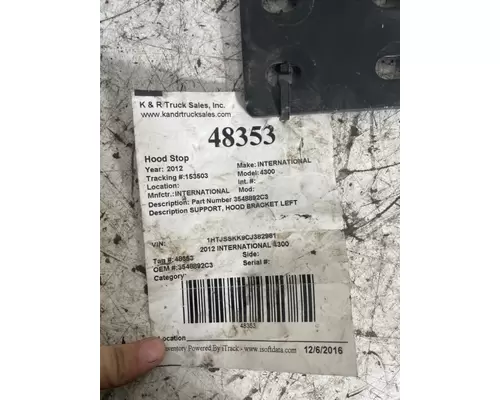 K & R Truck Sales, Inc.
www.kandrtrucksales.com
48353
Hood Stop
Year: 2012 Make: INTERNATIONAL
Tracking #:153503 Model: 4300
Location: Int. #:
Mnfctr.: INTERNATIONAL Mod:
Description: Part Number 3548892C3
Description SUPPORT, HOOD BRACKET LEFT
VIN:
2012 INTERNATIONAL 4300
Tag #: 48353 Side:
OEM #:3548892C3 Serial #:
Category:
48353
Location
Inventory Powered By iTrack - www.isoftdata.com 12/6/2016